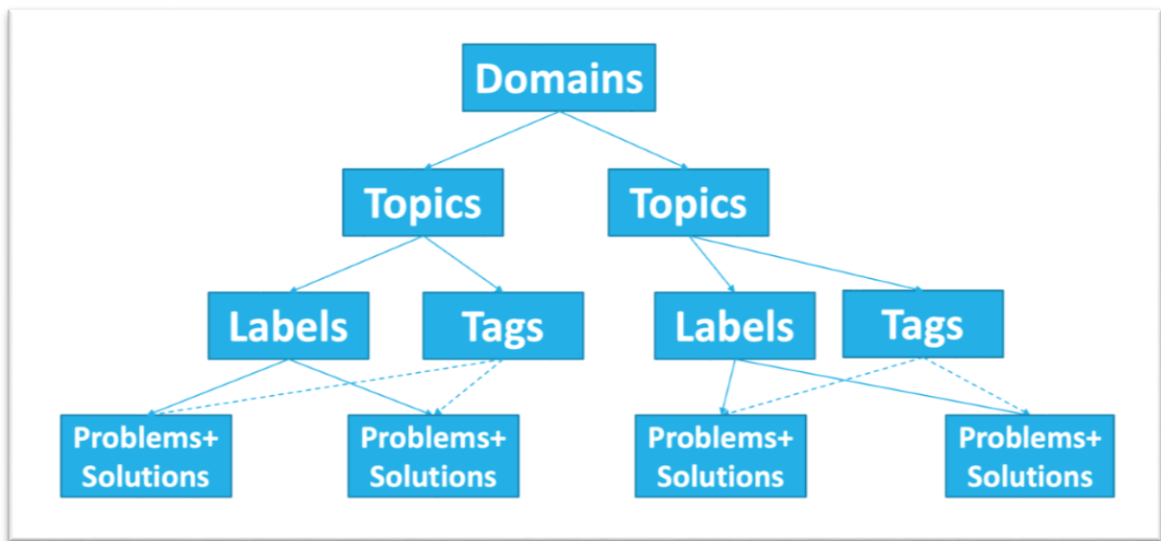 Domains
Topics
Topics
Labels
Tags
Labels
Tags
Problems+
Solutions
Problems+
Solutions
Problems+
Solutions
Problems+
Solutions